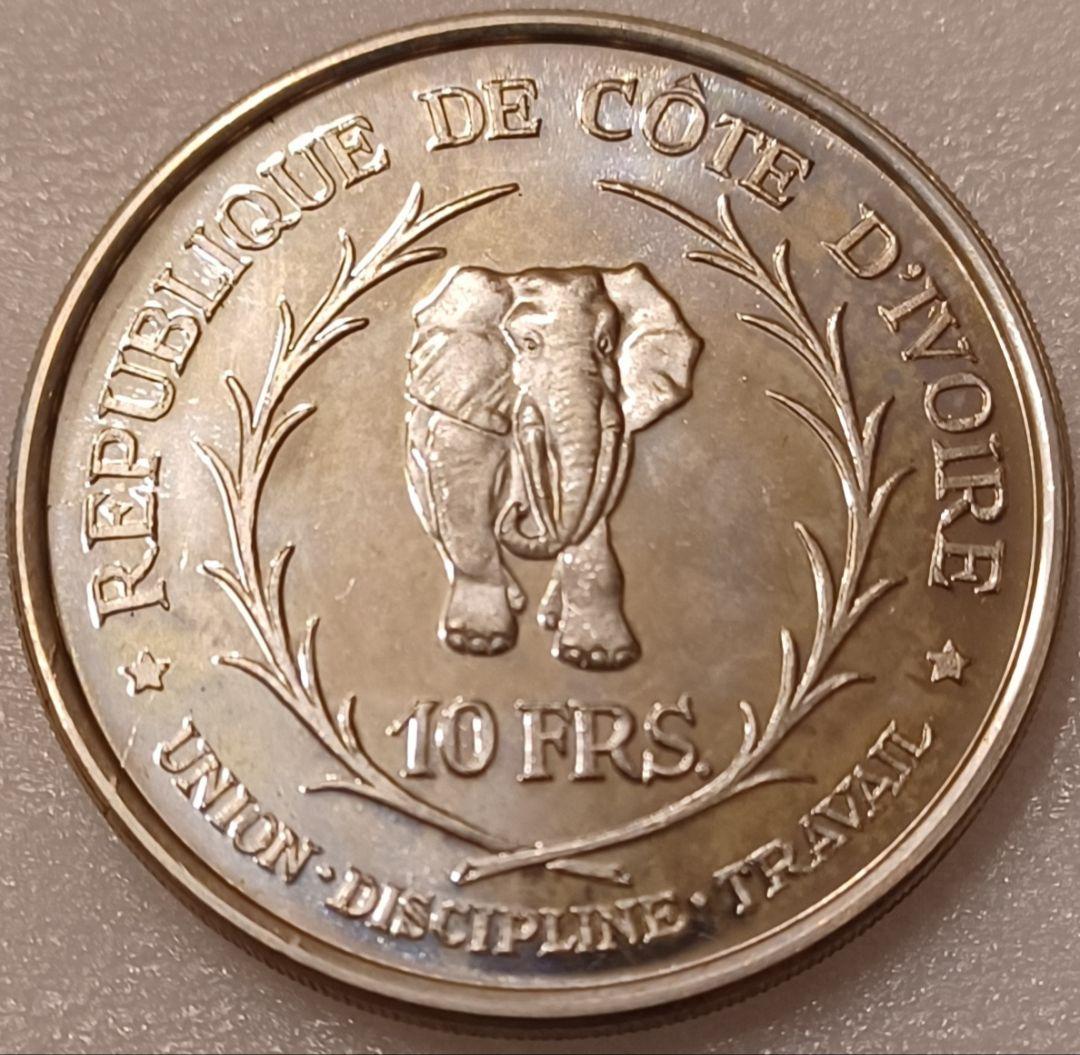 REPUBLIQUE DE CÔTE D'IVOIRE
10 FRS.
UNION · DISCIPLINE · TRAVAIL